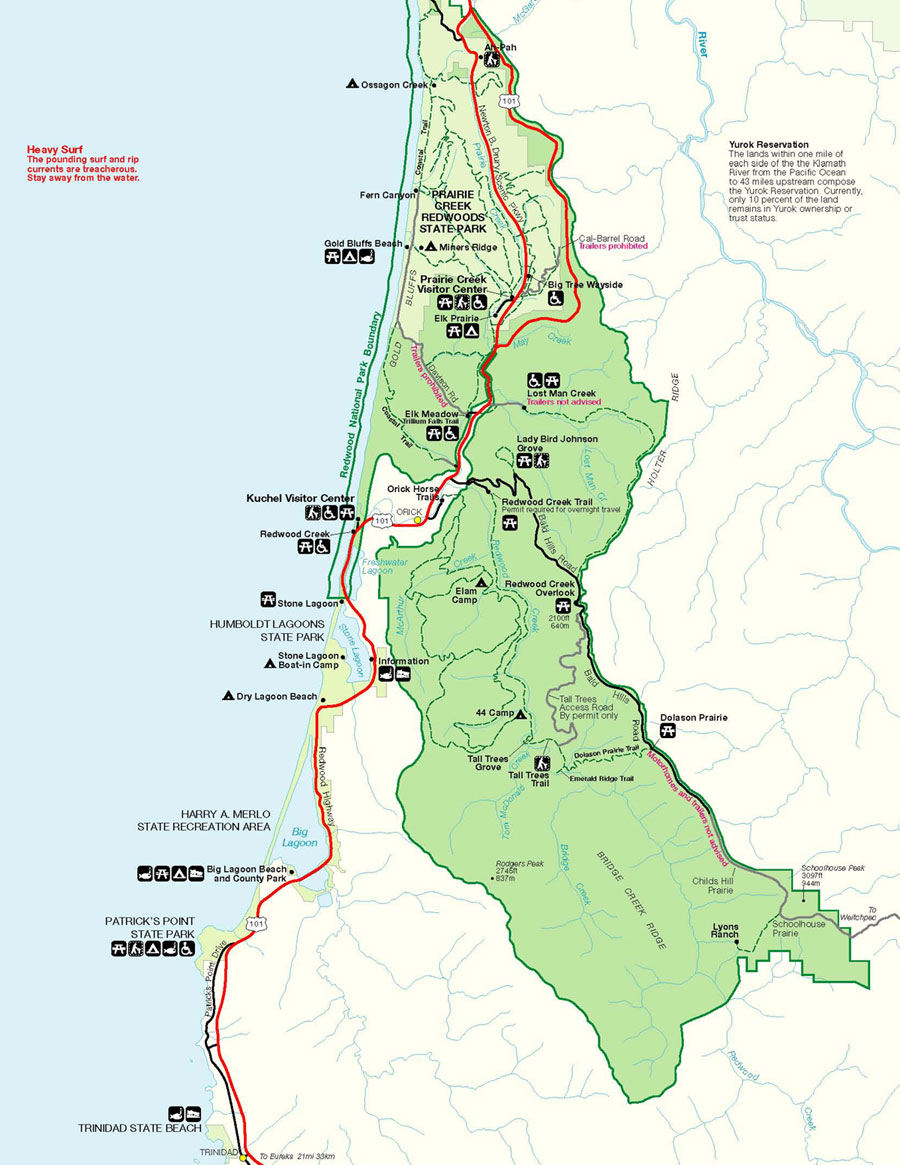 McGar
River
Ah-Pah
Ossagon Creek
101
Heavy Surf
The pounding surf and rip
currents are treacherous.
Stay away from the water.
Coastal Trail
Newton B. Drury Scenic Pkwy
Prairie
Creek
Yurok Reservation
The lands within one mile of
each side of the the Klamath
River from the Pacific Ocean
to 43 miles upstream compose
the Yurok Reservation. Currently,
only 10 percent of the land
remains in Yurok ownership or
trust status.
Fern Canyon
PRAIRIE
CREEK
REDWOODS
STATE PARK
Gold Bluffs Beach
Miners Ridge
Cal-Barrel Road
Trailers prohibited
GOLD BLUFFS
Prairie Creek
Visitor Center
Big Tree Wayside
Elk Prairie
May Creek
Redwood National Park Boundary
Trailers prohibited
Davison Rd
Lost Man Creek
Trailers not advised
Elk Meadow
Trillium Falls Trail
Coastal Trail
HOLTER RIDGE
Lady Bird Johnson
Grove
Lost Man Cr
Kuchel Visitor Center
Orick Horse
Trails
ORICK
101
Redwood Creek Trail
Permit required for overnight travel
Redwood Creek
Bald Hills Road
Freshwater
Lagoon
Redwood
Creek
Creek
Elam
Camp
McArthur
Redwood Creek
Overlook
2100ft
640m
Stone Lagoon
HUMBOLDT LAGOONS
STATE PARK
Stone Lagoon
Stone Lagoon
Boat-in Camp
Information
Dry Lagoon Beach
Bald Hills Road
Tall Trees
Access Road
By permit only
44 Camp
Dolason Prairie
Redwood Highway
Tall Trees
Grove
Creek
Tom McDonald
Tall Trees
Trail
Dolason Prairie Trail
Emerald Ridge Trail
Motorhomes and trailers not advised
HARRY A. MERLO
STATE RECREATION AREA
Big
Lagoon
Bridge
Creek
BRIDGE CREEK RIDGE
Rodgers Peak
2745ft
837m
Big Lagoon Beach
and County Park
Schoolhouse Peak
3097ft
944m
Childs Hill
Prairie
To
Weitchpec
101
PATRICK'S POINT
STATE PARK
Patricks Point Drive
Lyons
Ranch
Schoolhouse
Prairie
Redwood
Creek
TRINIDAD STATE BEACH
TRINIDAD
To Eureka 21mi 33km